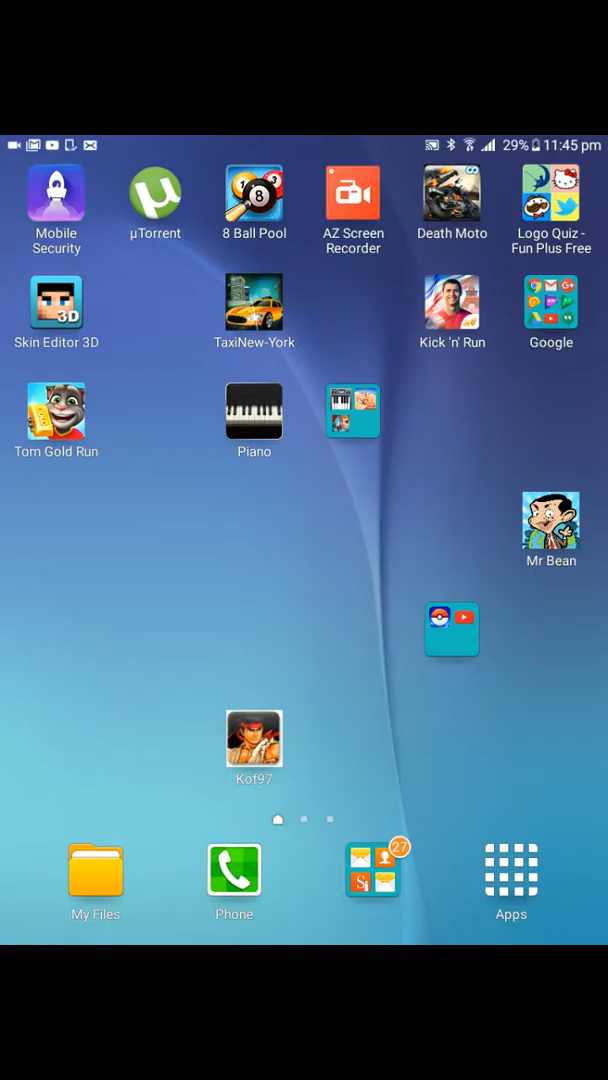 29% 11:45 pm
Mobile Security
µTorrent
8 Ball Pool
AZ Screen Recorder
Death Moto
Logo Quiz - Fun Plus Free
Skin Editor 3D
TaxiNew-York
Kick 'n' Run
Google
Tom Gold Run
Piano
Mr Bean
Kof97
27
My Files
Phone
Apps